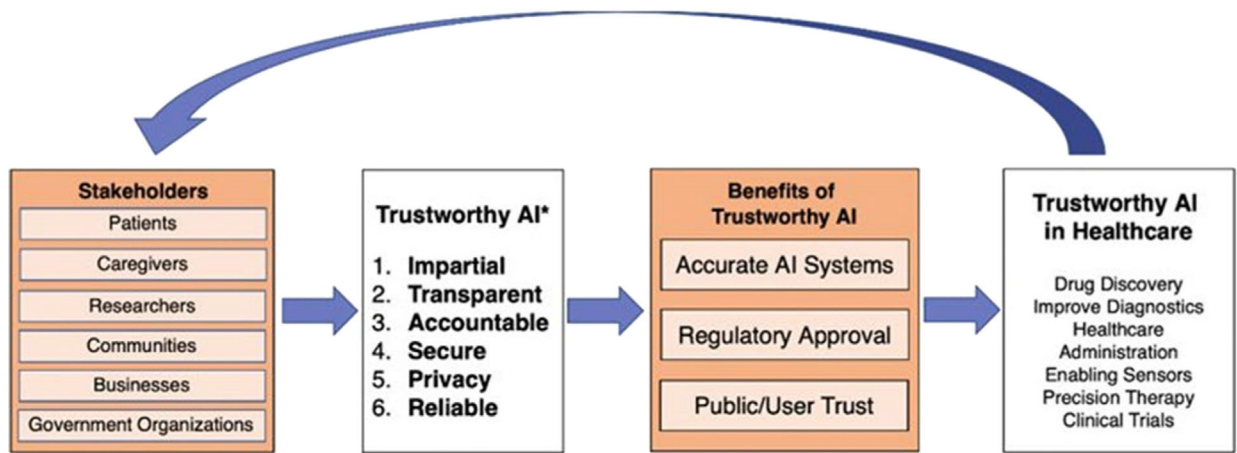 Stakeholders
Patients
Caregivers
Researchers
Communities
Businesses
Government Organizations
Trustworthy AI*
1. Impartial
2. Transparent
3. Accountable
4. Secure
5. Privacy
6. Reliable
Benefits of
Trustworthy AI
Accurate AI Systems
Regulatory Approval
Public/User Trust
Trustworthy AI
in Healthcare
Drug Discovery
Improve Diagnostics
Healthcare
Administration
Enabling Sensors
Precision Therapy
Clinical Trials